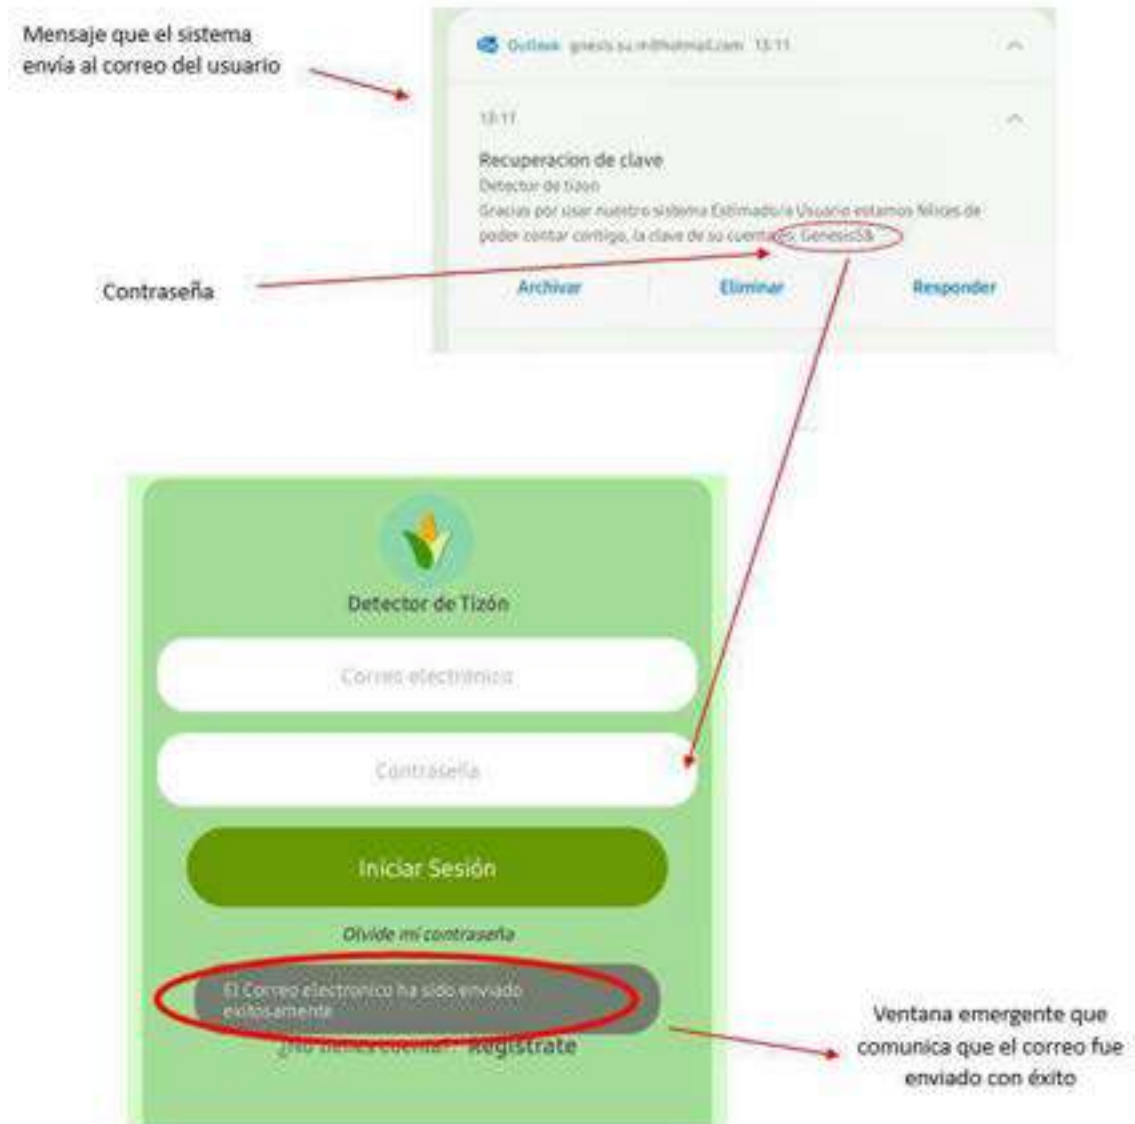 Mensaje que el sistema
envía al correo del usuario
Outlook 13:11
13:11
Recuperacion de clave
Detector de tizon
Gracias por usar nuestro sistema Estimado/a Usuario estamos felices de
poder contar contigo, la clave de su cuenta es: Genesis5&
Contraseña
Archivar Eliminar Responder
Detector de Tizón
Correo electrónico
Contraseña
Iniciar Sesión
Olvide mi contraseña
El Correo electronico ha sido enviado
exitosamente
¿No tienes cuenta? Registrate
Ventana emergente que
comunica que el correo fue
enviado con éxito